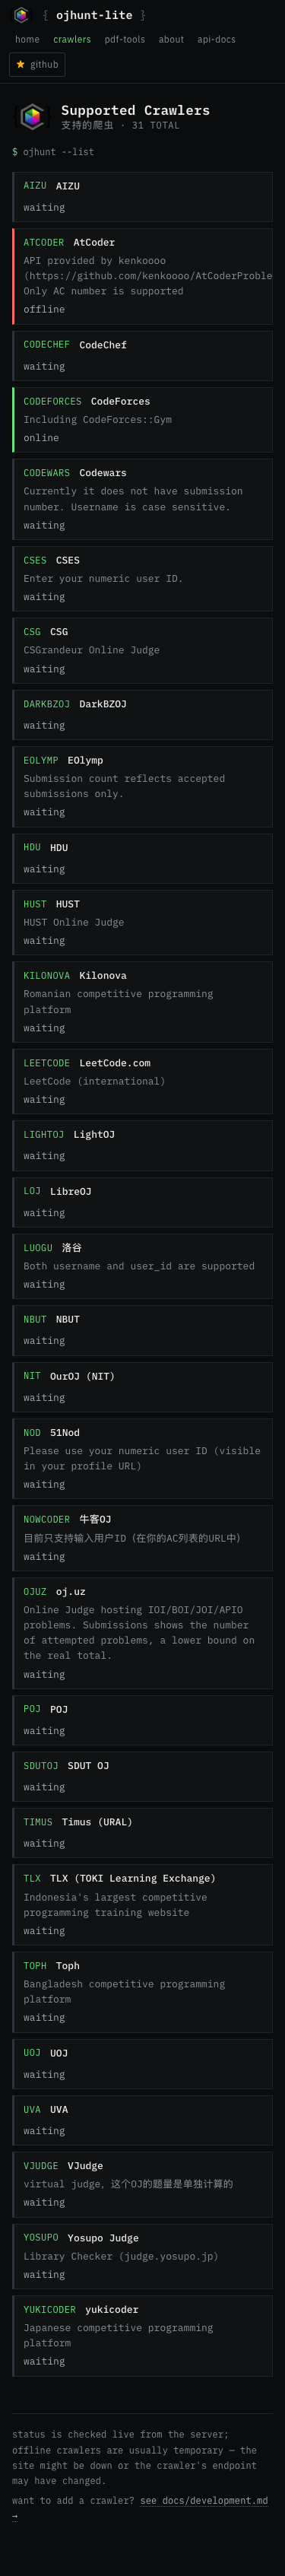 { ojhunt-lite }
home crawlers pdf-tools about api-docs
★ github
Supported Crawlers
支持的爬虫 · 31 TOTAL
$ ojhunt --list
AIZU AIZU
waiting
ATCODER AtCoder
API provided by kenkoooo
(https://github.com/kenkoooo/AtCoderProble
Only AC number is supported
offline
CODECHEF CodeChef
waiting
CODEFORCES CodeForces
Including CodeForces::Gym
online
CODEWARS Codewars
Currently it does not have submission
number. Username is case sensitive.
waiting
CSES CSES
Enter your numeric user ID.
waiting
CSG CSG
CSGrandeur Online Judge
waiting
DARKBZOJ DarkBZOJ
waiting
EOLYMP EOlymp
Submission count reflects accepted
submissions only.
waiting
HDU HDU
waiting
HUST HUST
HUST Online Judge
waiting
KILONOVA Kilonova
Romanian competitive programming
platform
waiting
LEETCODE LeetCode.com
LeetCode (international)
waiting
LIGHTOJ LightOJ
waiting
LOJ LibreOJ
waiting
LUOGU 洛谷
Both username and user_id are supported
waiting
NBUT NBUT
waiting
NIT OurOJ (NIT)
waiting
NOD 51Nod
Please use your numeric user ID (visible
in your profile URL)
waiting
NOWCODER 牛客OJ
目前只支持输入用户ID（在你的AC列表的URL中）
waiting
OJUZ oj.uz
Online Judge hosting IOI/BOI/JOI/APIO
problems. Submissions shows the number
of attempted problems, a lower bound on
the real total.
waiting
POJ POJ
waiting
SDUTOJ SDUT OJ
waiting
TIMUS Timus (URAL)
waiting
TLX TLX (TOKI Learning Exchange)
Indonesia's largest competitive
programming training website
waiting
TOPH Toph
Bangladesh competitive programming
platform
waiting
UOJ UOJ
waiting
UVA UVA
waiting
VJUDGE VJudge
virtual judge, 这个OJ的题量是单独计算的
waiting
YOSUPO Yosupo Judge
Library Checker (judge.yosupo.jp)
waiting
YUKICODER yukicoder
Japanese competitive programming
platform
waiting
status is checked live from the server;
offline crawlers are usually temporary — the
site might be down or the crawler's endpoint
may have changed.
want to add a crawler? see docs/development.md
→